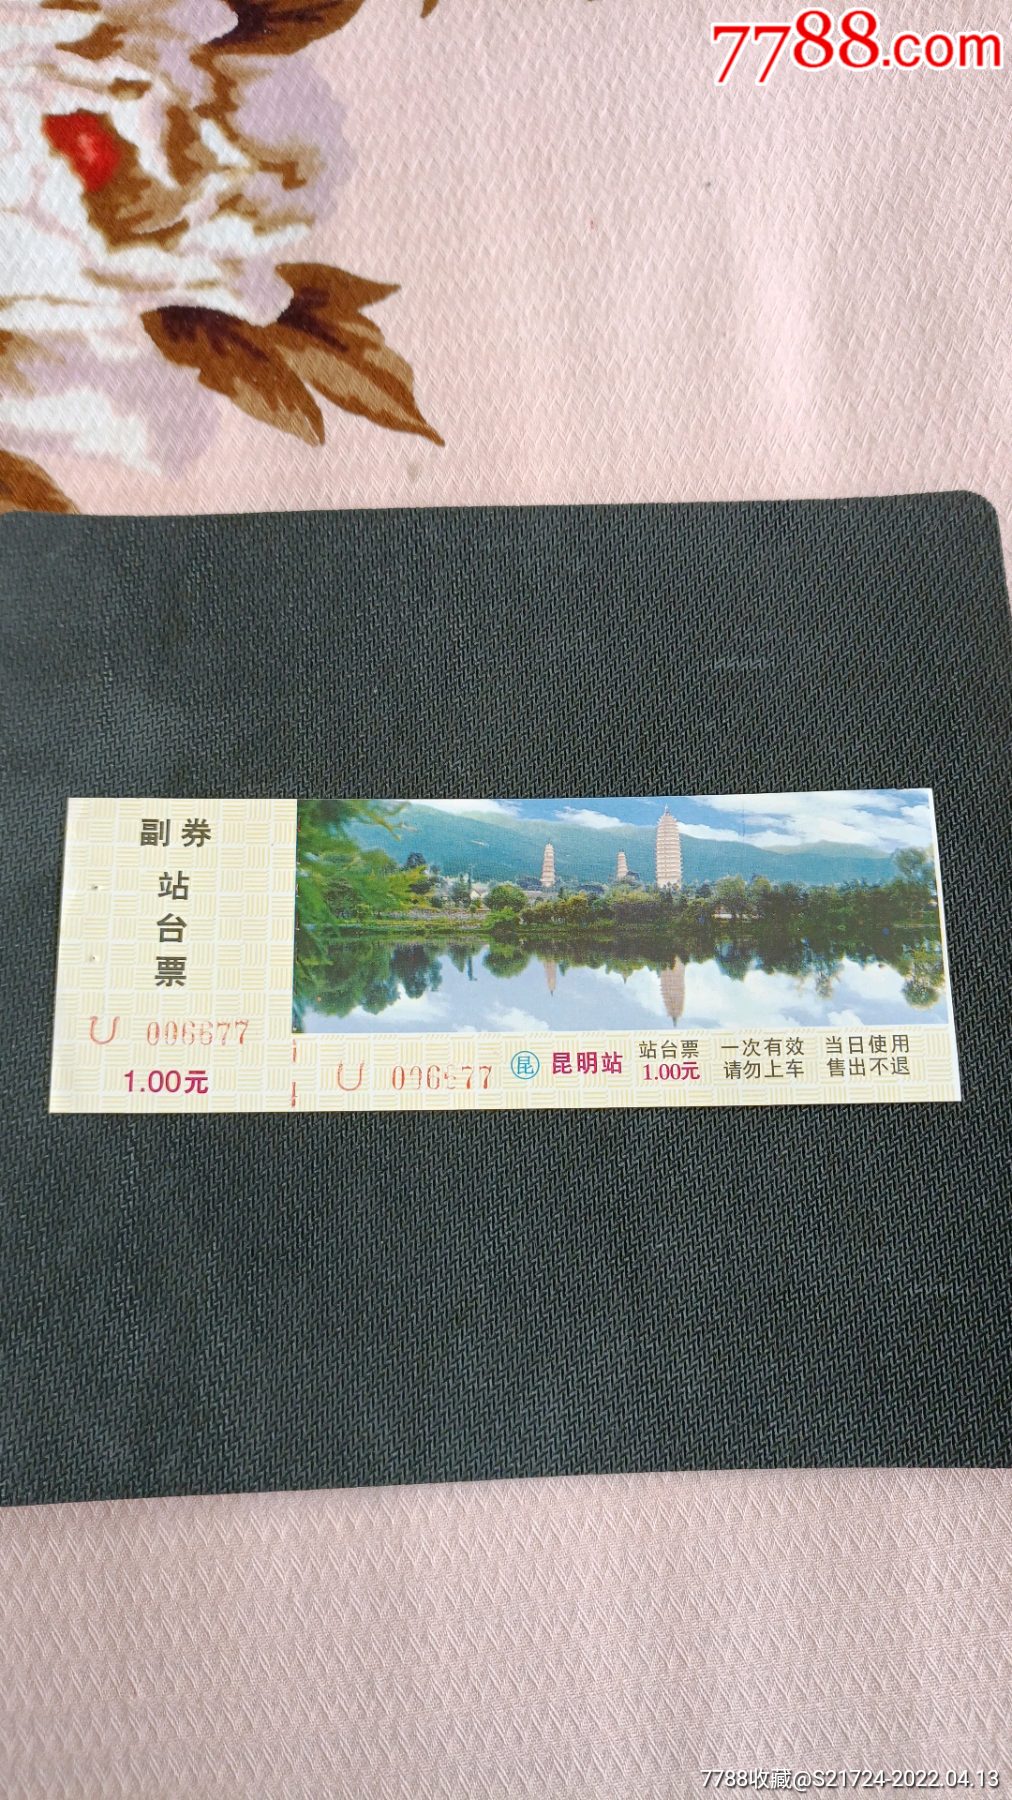 7788.com
副券
站
台
票
U 006677
1.00元
U
昆 昆明站
站台票 一次有效 当日使用
1.00元 请勿上车 售出不退
7788收藏@S21724-2022.04.13